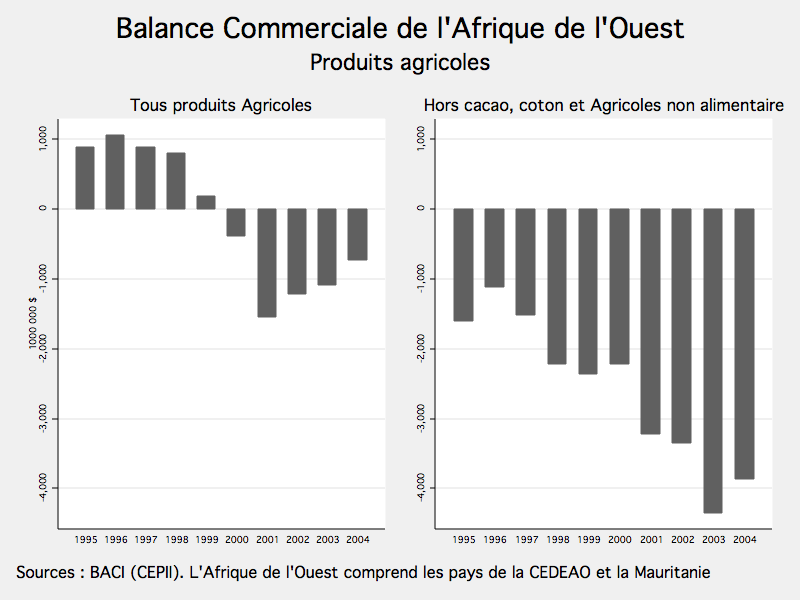 Balance Commerciale de l'Afrique de l'Ouest
Produits agricoles
Tous produits Agricoles
1000 000 $
1,000
0
-1,000
-2,000
-3,000
-4,000
1995 1996 1997 1998 1999 2000 2001 2002 2003 2004
Hors cacao, coton et Agricoles non alimentaire
1,000
0
-1,000
-2,000
-3,000
-4,000
1995 1996 1997 1998 1999 2000 2001 2002 2003 2004
Sources : BACI (CEPII). L'Afrique de l'Ouest comprend les pays de la CEDEAO et la Mauritanie